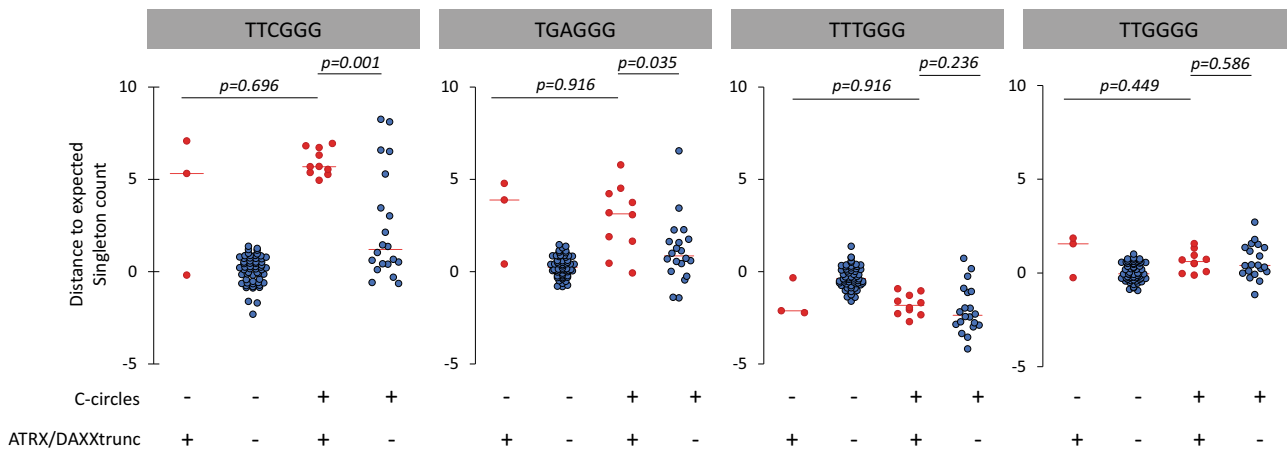 TTCGGG TGAGGG TTTGGG TTGGGG
p=0.001 p=0.035 p=0.236 p=0.586
p=0.696 p=0.916 p=0.916 p=0.449
10 10 10 10
5 5 5 5
0 0 0 0
-5 -5 -5 -5
Distance to expected
Singleton count
C-circles - - + + - - + + - - + + - - + +
ATRX/DAXXtrunc + - + - + - + - + - + - + - + -